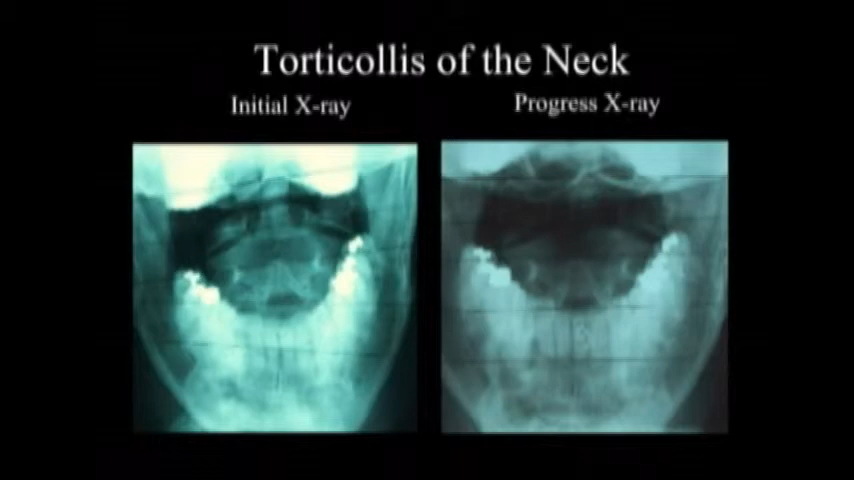 Torticollis of the Neck
Initial X-ray
Progress X-ray